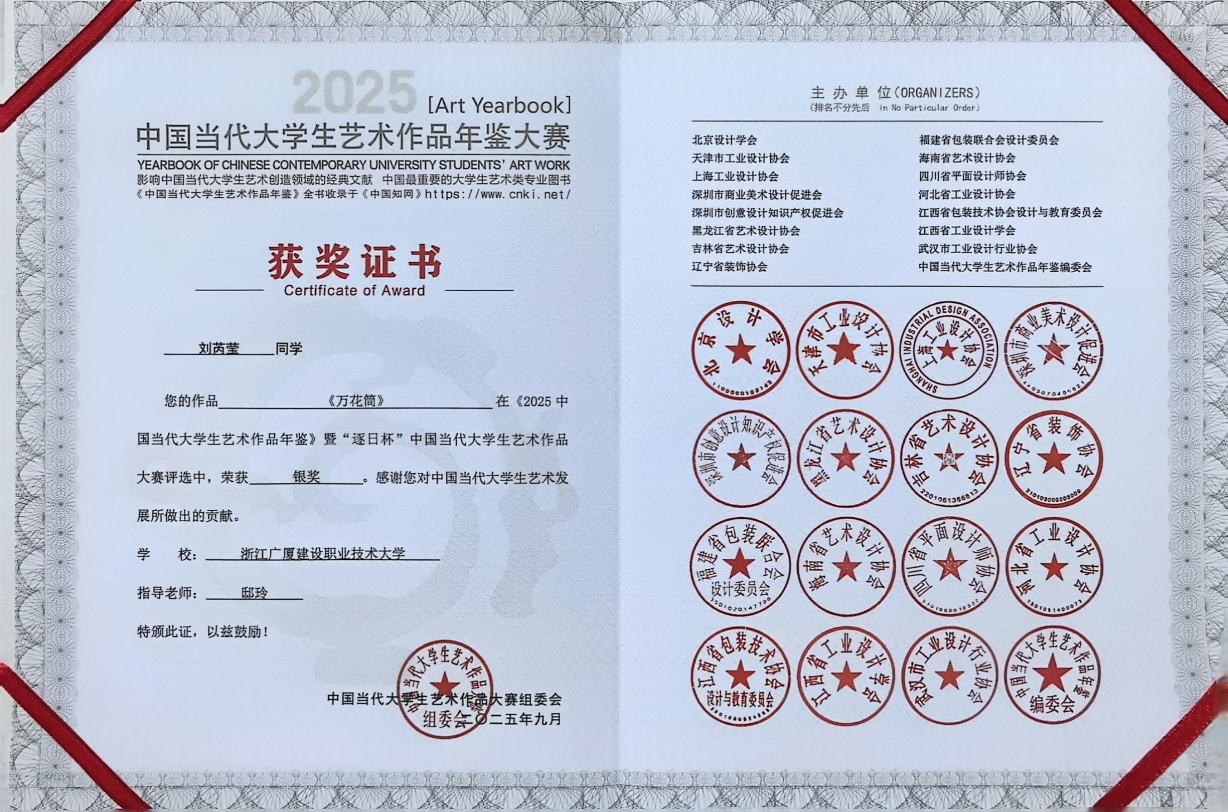 2025 [Art Yearbook]
中国当代大学生艺术作品年鉴大赛
YEARBOOK OF CHINESE CONTEMPORARY UNIVERSITY STUDENTS' ART WORK
影响中国当代大学生艺术创造领域的经典文献 中国最重要的大学生艺术类专业图书
《中国当代大学生艺术作品年鉴》全书收录于《中国知网》https://www.cnki.net/
获奖证书
Certificate of Award
刘芮莹 同学
您的作品 《万花筒》 在《2025 中
国当代大学生艺术作品年鉴》暨“逐日杯”中国当代大学生艺术作品
大赛评选中，荣获 银奖 。感谢您对中国当代大学生艺术发
展所做出的贡献。
学 校： 浙江广厦建设职业技术大学
指导老师： 邸玲
特颁此证，以兹鼓励！
中国当代大学生艺术作品大赛组委会
二〇二五年九月
组委会
主办单位(ORGANIZERS)
(排名不分先后 in No Particular Order)
北京设计学会
天津市工业设计协会
上海工业设计协会
深圳市商业美术设计促进会
深圳市创意设计知识产权促进会
黑龙江省艺术设计协会
吉林省艺术设计协会
辽宁省装饰协会
福建省包装联合会设计委员会
海南省艺术设计协会
四川省平面设计师协会
河北省工业设计协会
江西省包装技术协会设计与教育委员会
江西省工业设计学会
武汉市工业设计行业协会
中国当代大学生艺术作品年鉴编委会
北京设计学会
天津市工业设计协会
SHANGHAI INDUSTRIAL DESIGN ASSOCIATION
上海工业设计协会
深圳市商业美术设计促进会
深圳市创意设计知识产权促进会
黑龙江省艺术设计协会
吉林省艺术设计协会
辽宁省装饰协会
福建省包装联合会
设计委员会
海南省艺术设计协会
四川省平面设计师协会
河北省工业设计协会
江西省包装技术协会
设计与教育委员会
江西省工业设计学会
武汉市工业设计行业协会
中国当代大学生艺术作品年鉴
编委会